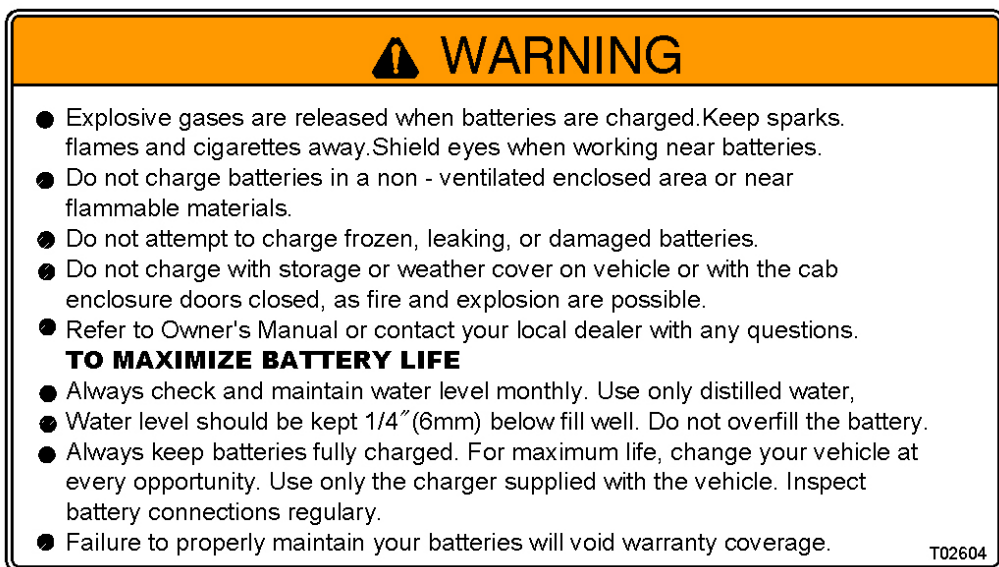 WARNING
Explosive gases are released when batteries are charged.Keep sparks.
flames and cigarettes away.Shield eyes when working near batteries.
Do not charge batteries in a non - ventilated enclosed area or near
flammable materials.
Do not attempt to charge frozen, leaking, or damaged batteries.
Do not charge with storage or weather cover on vehicle or with the cab
enclosure doors closed, as fire and explosion are possible.
Refer to Owner's Manual or contact your local dealer with any questions.
TO MAXIMIZE BATTERY LIFE
Always check and maintain water level monthly. Use only distilled water,
Water level should be kept 1/4″(6mm) below fill well. Do not overfill the battery.
Always keep batteries fully charged. For maximum life, change your vehicle at
every opportunity. Use only the charger supplied with the vehicle. Inspect
battery connections regulary.
Failure to properly maintain your batteries will void warranty coverage.
T02604